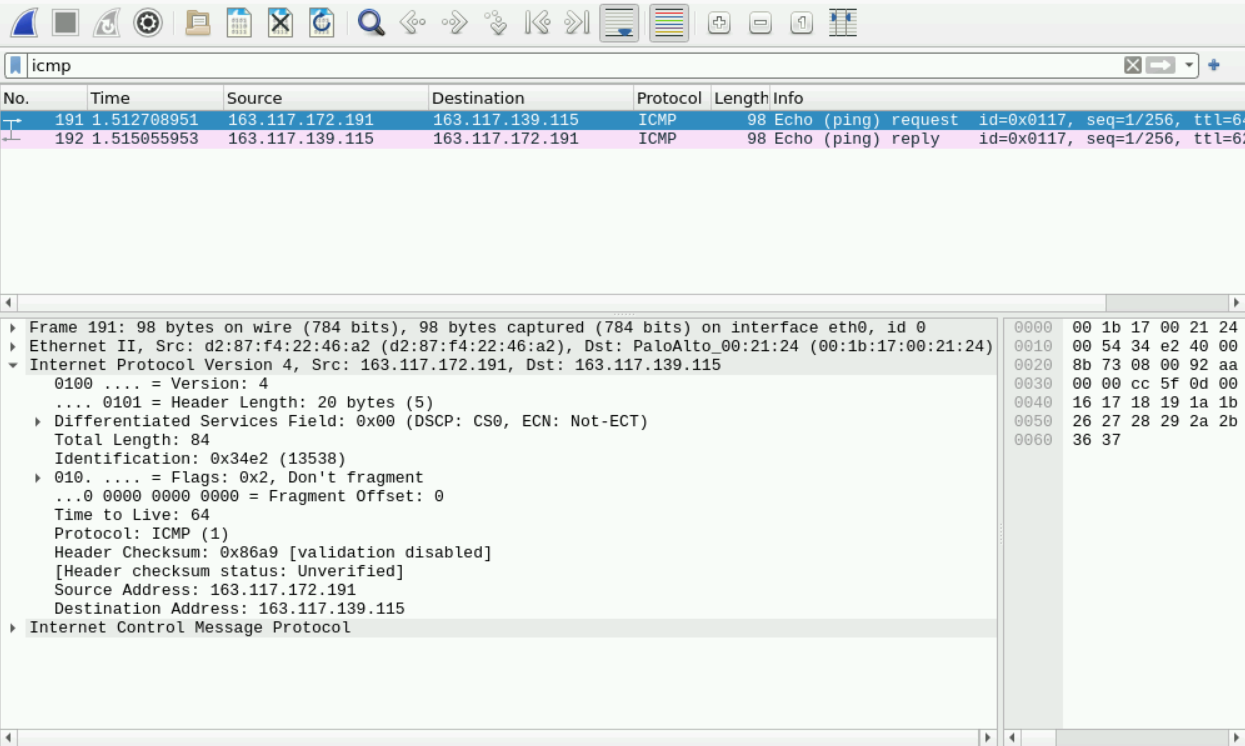 icmp
No. Time Source Destination Protocol Length Info
191 1.512708951 163.117.172.191 163.117.139.115 ICMP 98 Echo (ping) request id=0x0117, seq=1/256, ttl=64
192 1.515055953 163.117.139.115 163.117.172.191 ICMP 98 Echo (ping) reply id=0x0117, seq=1/256, ttl=62
Frame 191: 98 bytes on wire (784 bits), 98 bytes captured (784 bits) on interface eth0, id 0
Ethernet II, Src: d2:87:f4:22:46:a2 (d2:87:f4:22:46:a2), Dst: PaloAlto_00:21:24 (00:1b:17:00:21:24)
Internet Protocol Version 4, Src: 163.117.172.191, Dst: 163.117.139.115
0100 .... = Version: 4
.... 0101 = Header Length: 20 bytes (5)
Differentiated Services Field: 0x00 (DSCP: CS0, ECN: Not-ECT)
Total Length: 84
Identification: 0x34e2 (13538)
010. .... = Flags: 0x2, Don't fragment
...0 0000 0000 0000 = Fragment Offset: 0
Time to Live: 64
Protocol: ICMP (1)
Header Checksum: 0x86a9 [validation disabled]
[Header checksum status: Unverified]
Source Address: 163.117.172.191
Destination Address: 163.117.139.115
Internet Control Message Protocol
0000 00 1b 17 00 21 24
0010 00 54 34 e2 40 00
0020 8b 73 08 00 92 aa
0030 00 00 cc 5f 0d 00
0040 16 17 18 19 1a 1b
0050 26 27 28 29 2a 2b
0060 36 37